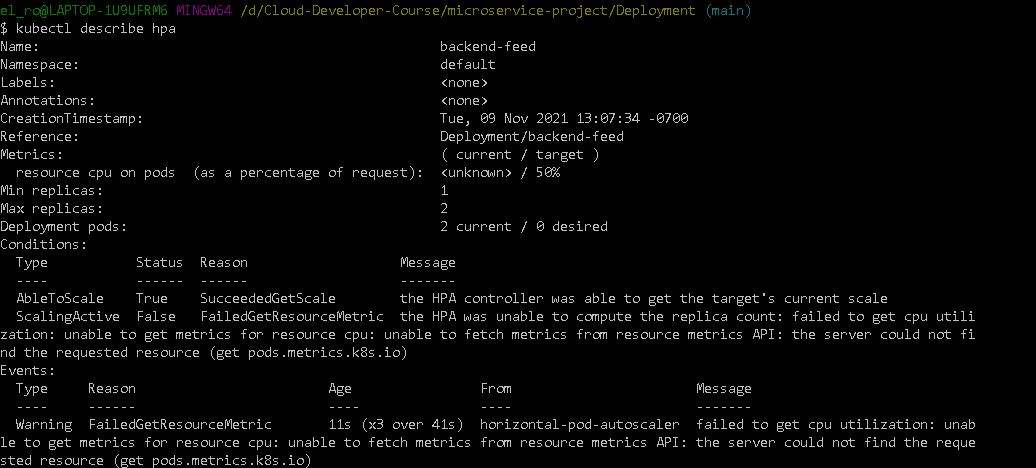 el_ro@LAPTOP-1U9UFRM6 MINGW64 /d/Cloud-Developer-Course/microservice-project/Deployment (main)
$ kubectl describe hpa
Name:                                                  backend-feed
Namespace:                                             default
Labels:                                                <none>
Annotations:                                           <none>
CreationTimestamp:                                     Tue, 09 Nov 2021 13:07:34 -0700
Reference:                                             Deployment/backend-feed
Metrics:                                               ( current / target )
  resource cpu on pods  (as a percentage of request):  <unknown> / 50%
Min replicas:                                          1
Max replicas:                                          2
Deployment pods:                                       2 current / 0 desired
Conditions:
  Type           Status  Reason                   Message
  ----           ------  ------                   -------
  AbleToScale    True    SucceededGetScale        the HPA controller was able to get the target's current scale
  ScalingActive  False   FailedGetResourceMetric  the HPA was unable to compute the replica count: failed to get cpu utili
zation: unable to get metrics for resource cpu: unable to fetch metrics from resource metrics API: the server could not fi
nd the requested resource (get pods.metrics.k8s.io)
Events:
  Type     Reason                   Age                From                       Message
  ----     ------                   ----               ----                       -------
  Warning  FailedGetResourceMetric  11s (x3 over 41s)  horizontal-pod-autoscaler  failed to get cpu utilization: unab
le to get metrics for resource cpu: unable to fetch metrics from resource metrics API: the server could not find the reque
sted resource (get pods.metrics.k8s.io)